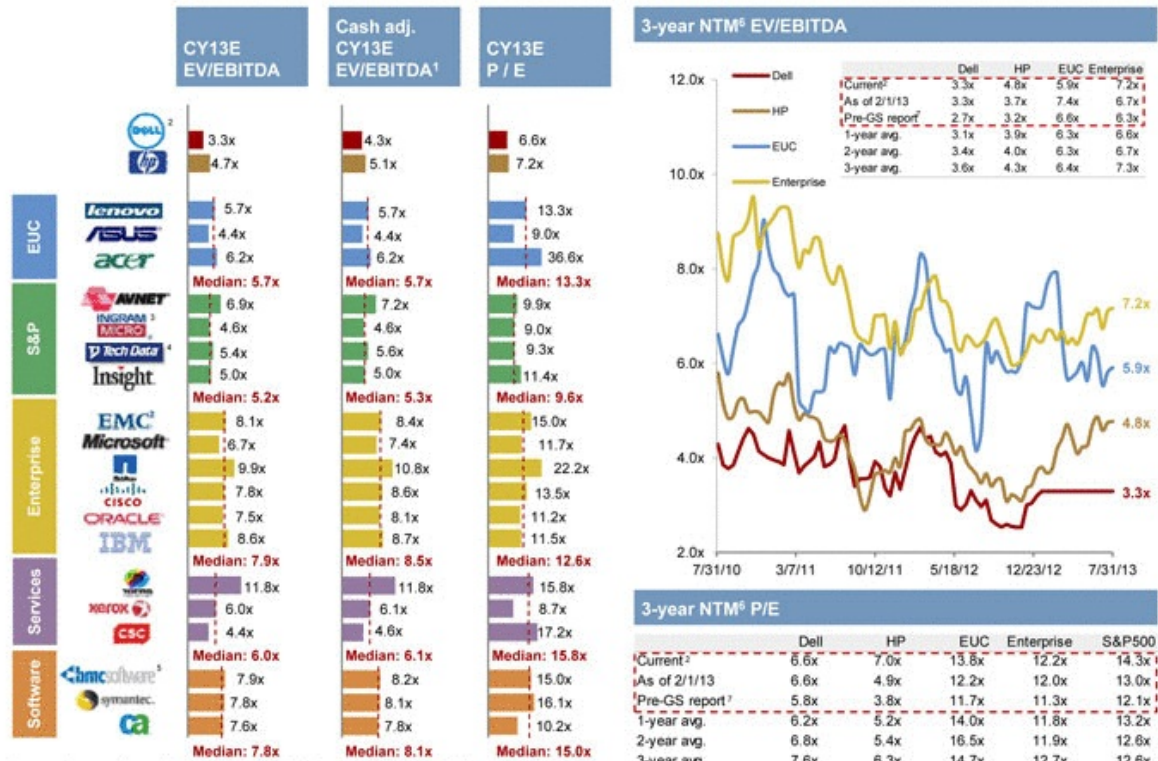 CY13E
EV/EBITDA
Cash adj.
CY13E
EV/EBITDA¹
CY13E
P / E
DELL 2
3.3x 4.3x 6.6x
hp
4.7x 5.1x 7.2x
EUC
lenovo
5.7x 5.7x 13.3x
ASUS
4.4x 4.4x 9.0x
acer
6.2x 6.2x 36.6x
Median: 5.7x Median: 5.7x Median: 13.3x
S&P
AVNET
6.9x 7.2x 9.9x
INGRAM 3
MICRO
4.6x 4.6x 9.0x
Tech Data 4
5.4x 5.6x 9.3x
Insight
5.0x 5.0x 11.4x
Median: 5.2x Median: 5.3x Median: 9.6x
Enterprise
EMC²
8.1x 8.4x 15.0x
Microsoft
6.7x 7.4x 11.7x
9.9x 10.8x 22.2x
CISCO
7.8x 8.6x 13.5x
ORACLE
7.5x 8.1x 11.2x
IBM
8.6x 8.7x 11.5x
Median: 7.9x Median: 8.5x Median: 12.6x
Services
11.8x 11.8x 15.8x
xerox
6.0x 6.1x 8.7x
CSC
4.4x 4.6x 17.2x
Median: 6.0x Median: 6.1x Median: 15.8x
Software
bmcsoftware 5
7.9x 8.2x 15.0x
symantec.
7.8x 8.1x 16.1x
ca
7.6x 7.8x 10.2x
Median: 7.8x Median: 8.1x Median: 15.0x
3-year NTM⁶ EV/EBITDA
Dell
HP
EUC
Enterprise
Dell HP EUC Enterprise
Current² 3.3x 4.8x 5.9x 7.2x
As of 2/1/13 3.3x 3.7x 7.4x 6.7x
Pre-GS report⁷ 2.7x 3.2x 6.6x 6.3x
1-year avg. 3.1x 3.9x 6.3x 6.6x
2-year avg. 3.4x 4.0x 6.3x 6.7x
3-year avg. 3.6x 4.3x 6.4x 7.3x
12.0x
10.0x
8.0x
6.0x
4.0x
2.0x
7.2x
5.9x
4.8x
3.3x
7/31/10 3/7/11 10/12/11 5/18/12 12/23/12 7/31/13
3-year NTM⁶ P/E
Dell HP EUC Enterprise S&P500
Current² 6.6x 7.0x 13.8x 12.2x 14.3x
As of 2/1/13 6.6x 4.9x 12.2x 12.0x 13.0x
Pre-GS report⁷ 5.8x 3.8x 11.7x 11.3x 12.1x
1-year avg. 6.2x 5.2x 14.0x 11.8x 13.2x
2-year avg. 6.8x 5.4x 16.5x 11.9x 12.6x
3-year avg. 7.6x 6.3x 14.7x 12.7x 12.6x